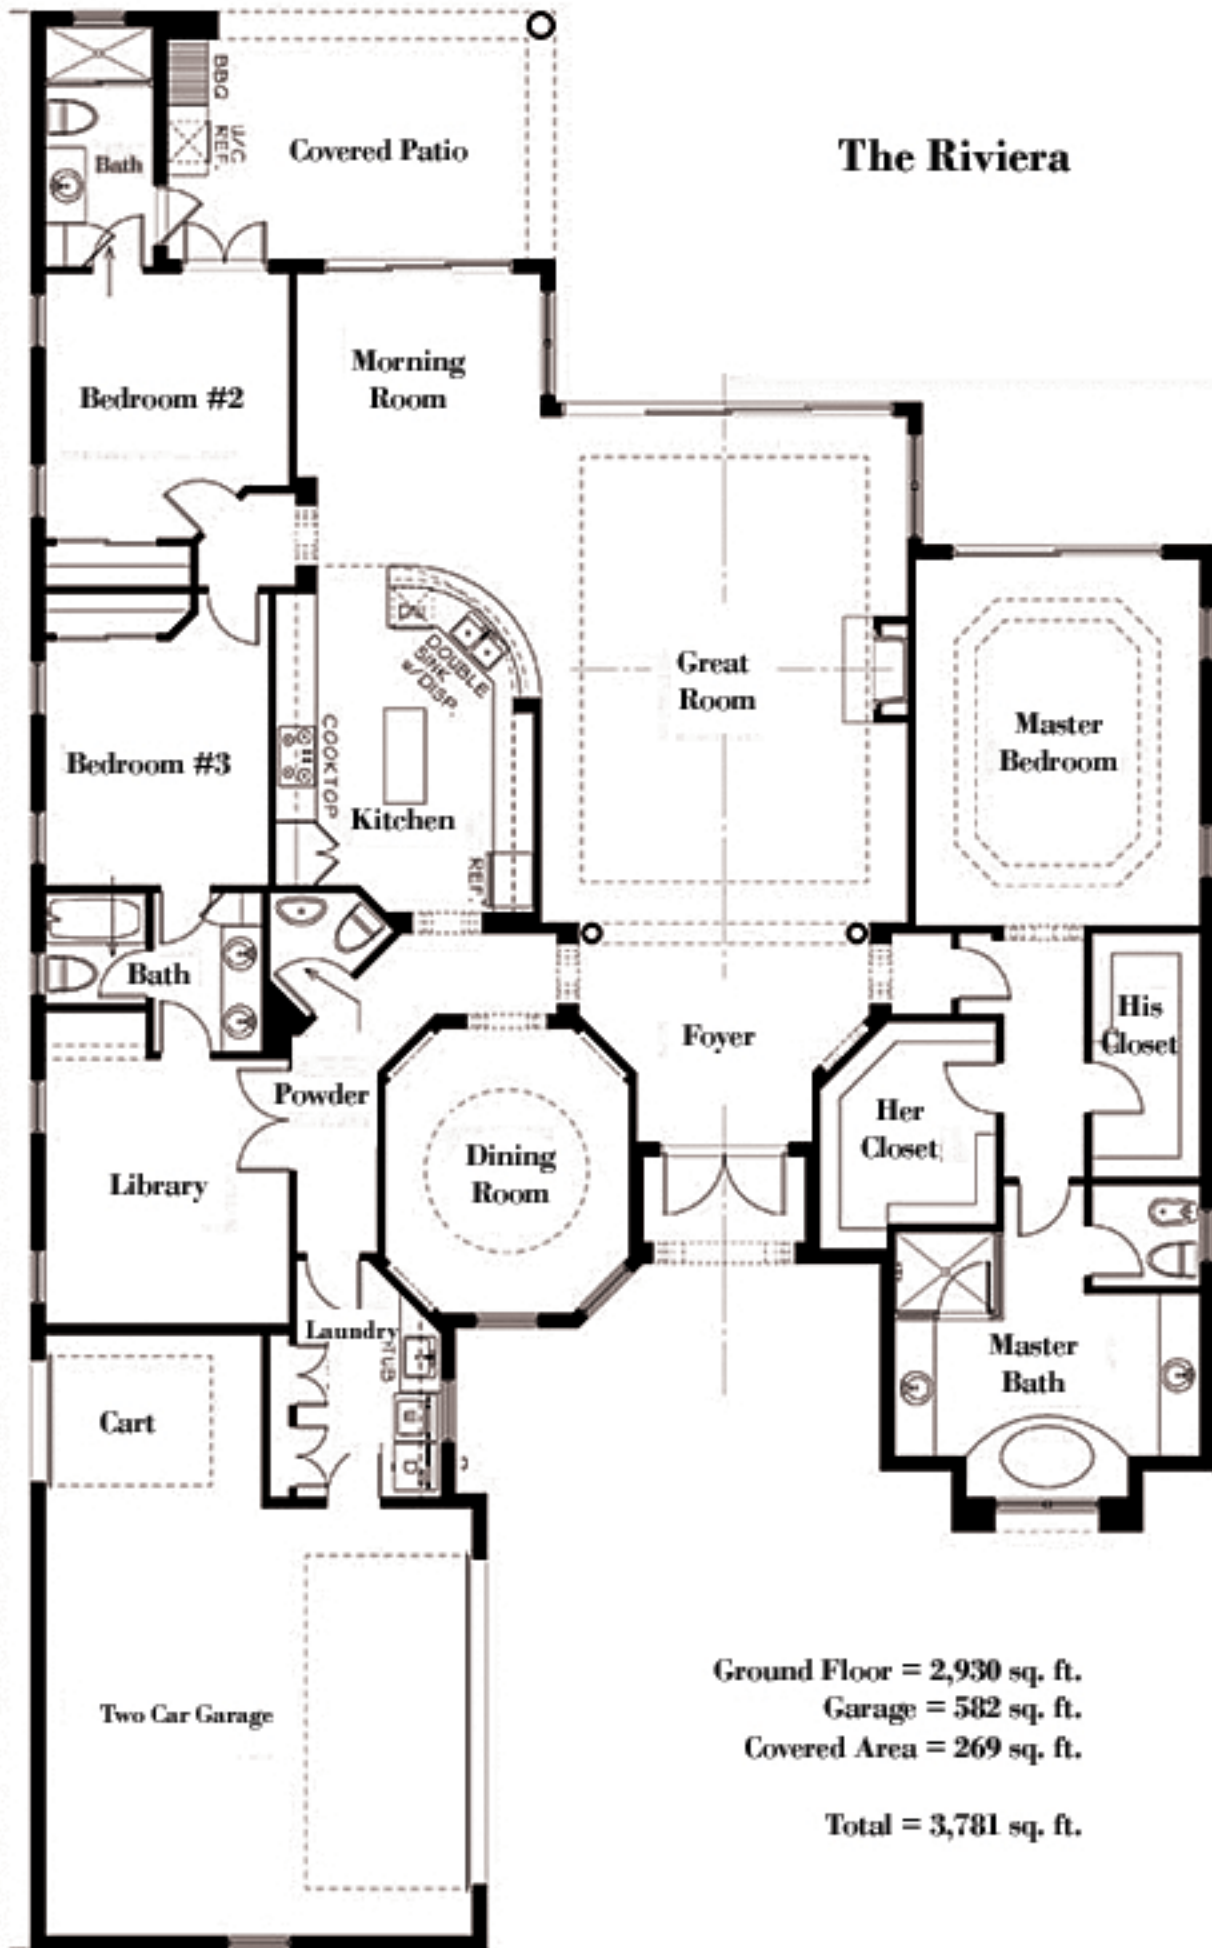 BBQ
U/C
REF.
Bath
Covered Patio
The Riviera
Morning
Room
Bedroom #2
DW
DOUBLE
SINK
w/DISP.
Great
Room
Master
Bedroom
Bedroom #3
COOKTOP
Kitchen
REF.
Bath
His
Closet
Foyer
Powder
Her
Closet
Dining
Room
Library
Laundry
TUB
Master
Bath
Cart
W
D
Two Car Garage
Ground Floor = 2,930 sq. ft.
Garage = 582 sq. ft.
Covered Area = 269 sq. ft.
Total = 3,781 sq. ft.